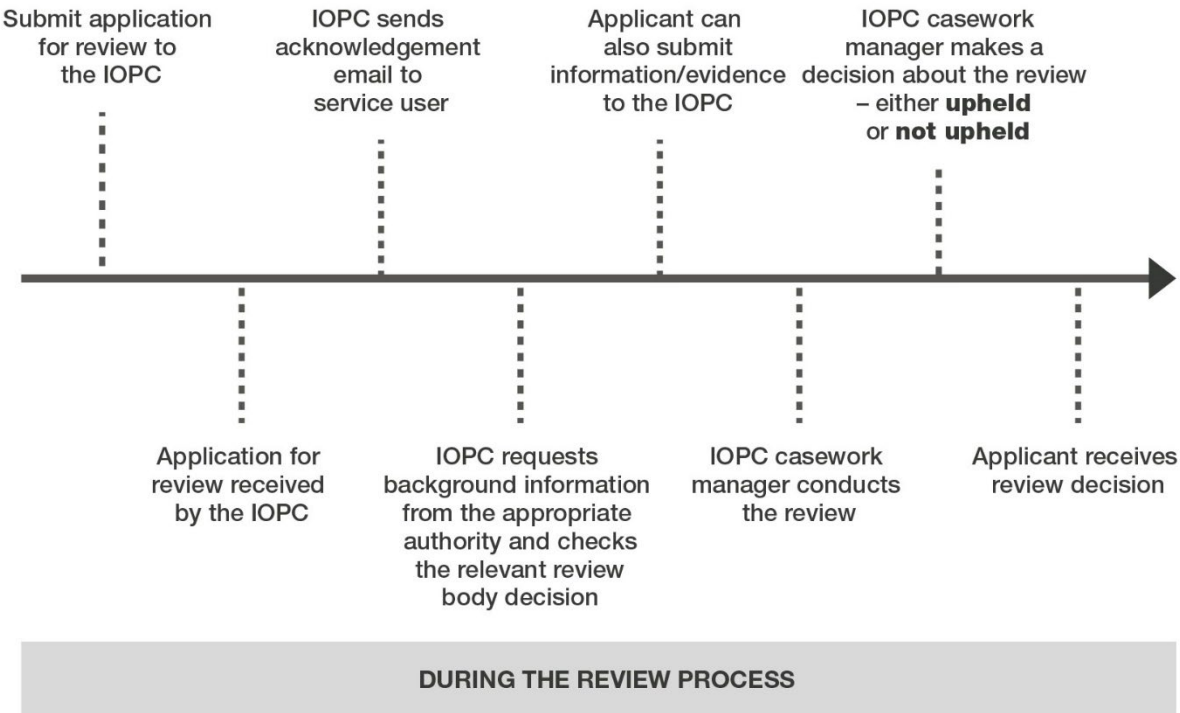 Submit application
for review to
the IOPC
IOPC sends
acknowledgement
email to
service user
Applicant can
also submit
information/evidence
to the IOPC
IOPC casework
manager makes a
decision about the review
– either upheld
or not upheld
Application for
review received
by the IOPC
IOPC requests
background information
from the appropriate
authority and checks
the relevant review
body decision
IOPC casework
manager conducts
the review
Applicant receives
review decision
DURING THE REVIEW PROCESS